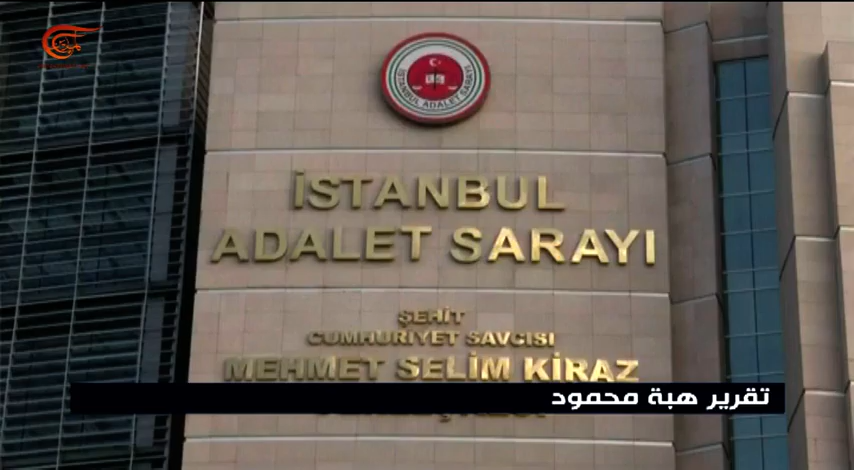 İSTANBUL ADALET SARAYI
İSTANBUL
ADALET SARAYI
ŞEHİT
CUMHURİYET SAVCISI
MEHMET SELİM KİRAZ
تقرير هبة محمود